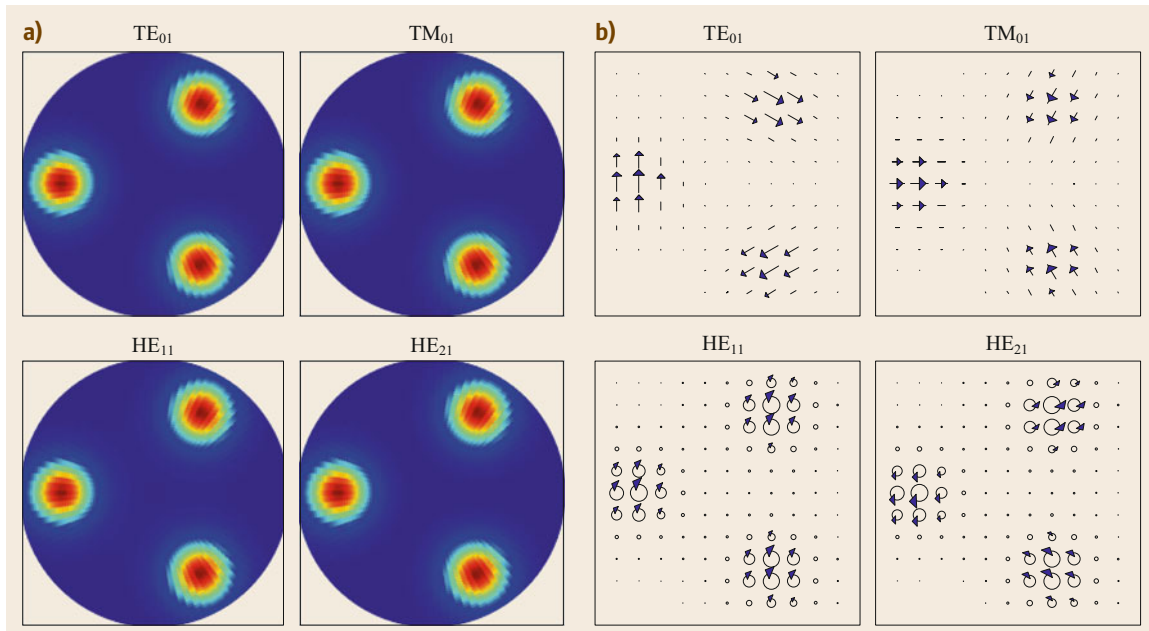 a) TE₀₁ TM₀₁ b) TE₀₁ TM₀₁
HE₁₁ HE₂₁ HE₁₁ HE₂₁